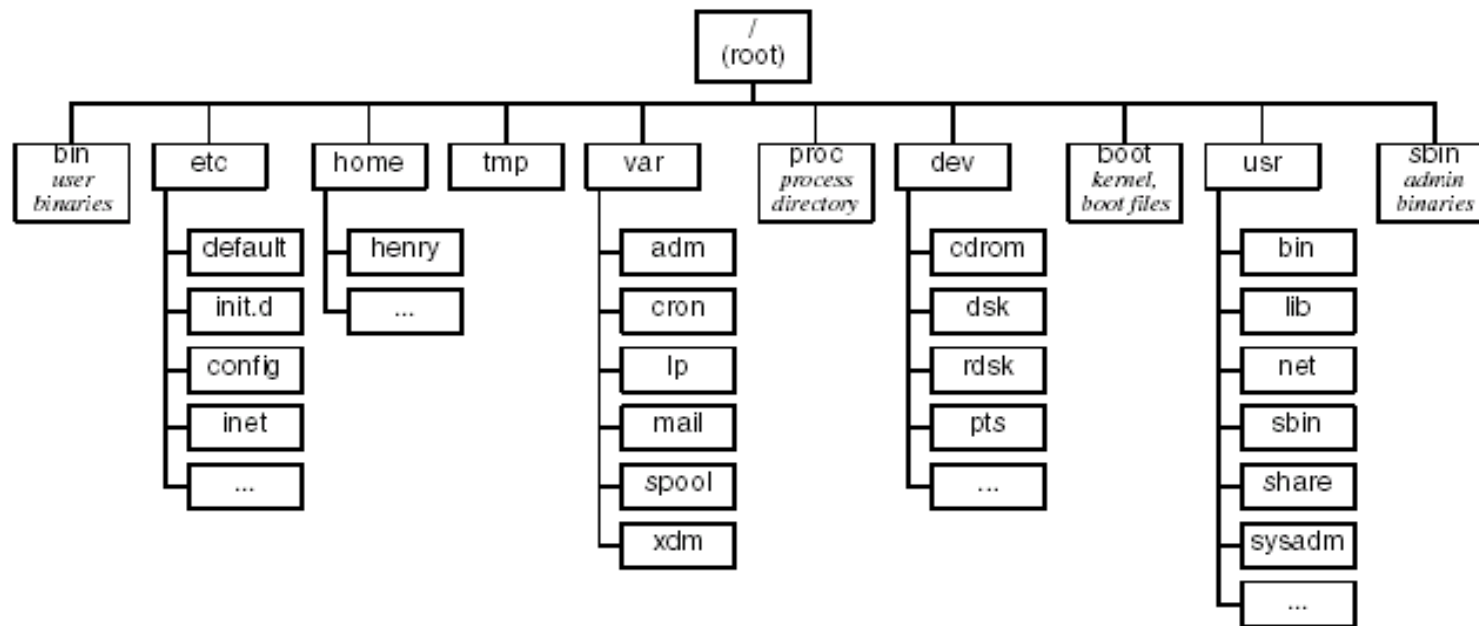 /
(root)
bin
user
binaries
etc
home
tmp
var
proc
process
directory
dev
boot
kernel,
boot files
usr
sbin
admin
binaries
default
init.d
config
inet
...
henry
...
adm
cron
lp
mail
spool
xdm
cdrom
dsk
rdsk
pts
...
bin
lib
net
sbin
share
sysadm
...